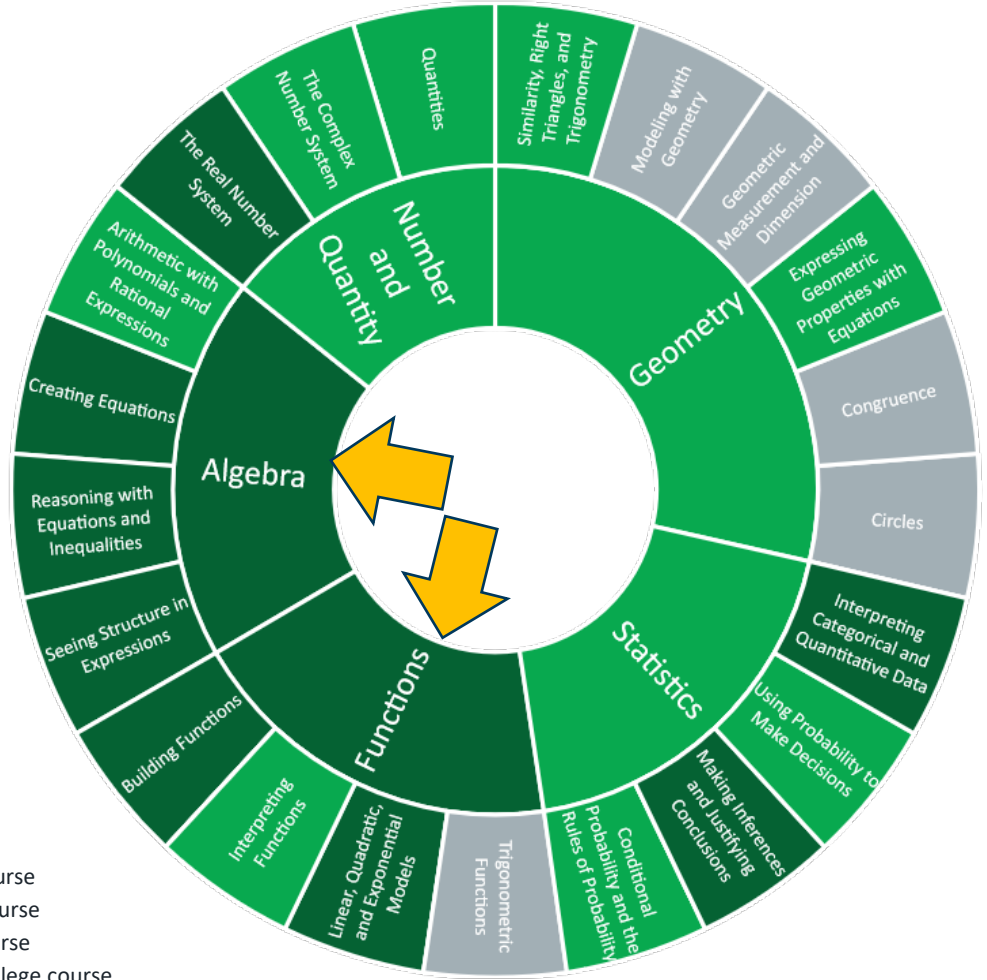 Similarity, Right
Triangles, and
Trigonometry
Modeling with
Geometry
Geometric
Measurement and
Dimension
Expressing
Geometric
Properties with
Equations
Congruence
Circles
Interpreting
Categorical and
Quantitative Data
Using Probability to
Make Decisions
Making Inferences
and Justifying
Conclusions
Conditional
Probability and the
Rules of Probability
Trigonometric
Functions
Linear, Quadratic,
and Exponential
Models
Interpreting
Functions
Building Functions
Seeing Structure in
Expressions
Reasoning with
Equations and
Inequalities
Creating Equations
Arithmetic with
Polynomials and
Rational
Expressions
The Real Number
System
The Complex
Number System
Quantities
Number
and
Quantity
Geometry
Statistics
Functions
Algebra
course